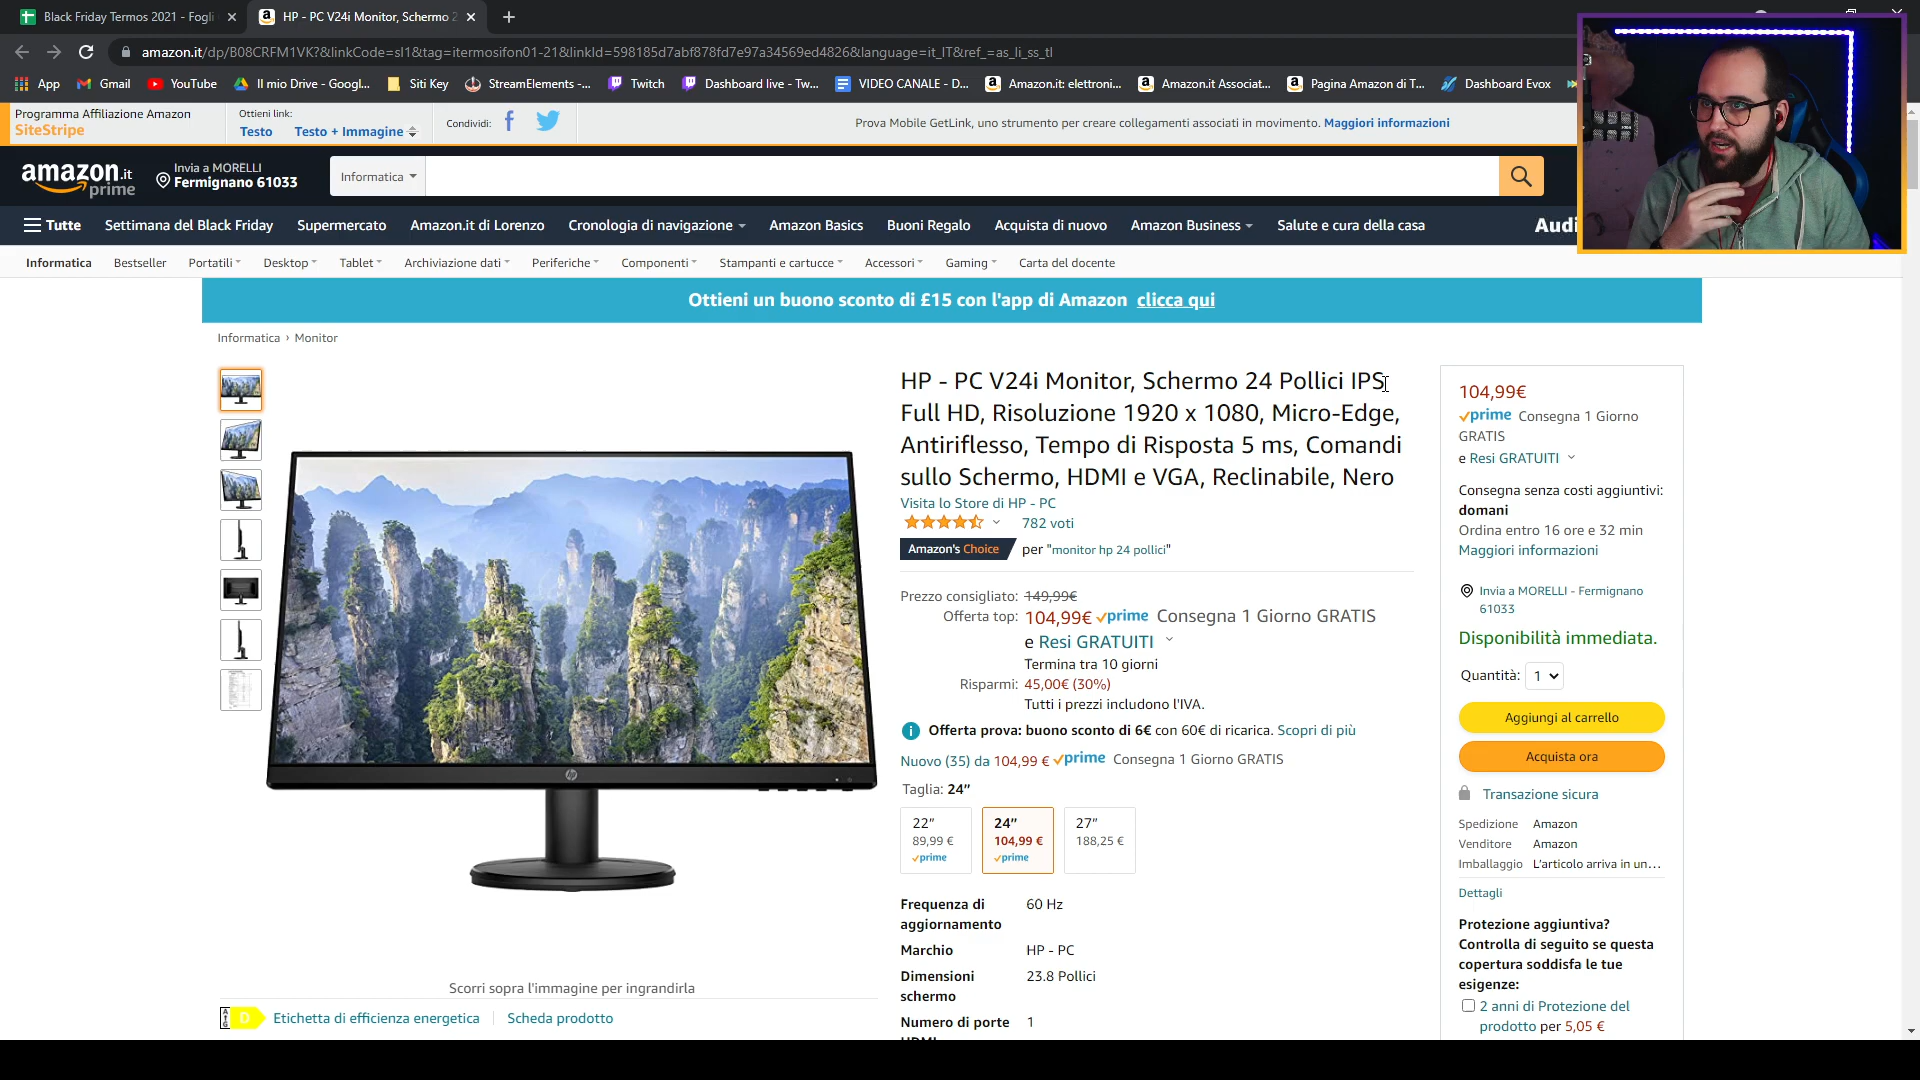 Black Friday Termos 2021 - Fogli
HP - PC V24i Monitor, Schermo 2
amazon.it/dp/B08CRFM1VK?&linkCode=sl1&tag=itermosifon01-21&linkId=598185d7abf878fd7e97a34569ed4826&language=it_IT&ref_=as_li_ss_tl
App Gmail YouTube Il mio Drive - Googl... Siti Key StreamElements -... Twitch Dashboard live - Tw... VIDEO CANALE - D... Amazon.it: elettroni... Amazon.it Associat... Pagina Amazon di T... Dashboard Evox
Programma Affiliazione Amazon
SiteStripe
Ottieni link:
Testo Testo + Immagine
Condividi:
Prova Mobile GetLink, uno strumento per creare collegamenti associati in movimento. Maggiori informazioni
amazon.it
prime
Invia a MORELLI
Fermignano 61033
Informatica
Tutte Settimana del Black Friday Supermercato Amazon.it di Lorenzo Cronologia di navigazione Amazon Basics Buoni Regalo Acquista di nuovo Amazon Business Salute e cura della casa Audi
Informatica Bestseller Portatili Desktop Tablet Archiviazione dati Periferiche Componenti Stampanti e cartucce Accessori Gaming Carta del docente
Ottieni un buono sconto di £15 con l'app di Amazon clicca qui
Informatica › Monitor
HP - PC V24i Monitor, Schermo 24 Pollici IPS
Full HD, Risoluzione 1920 x 1080, Micro-Edge,
Antiriflesso, Tempo di Risposta 5 ms, Comandi
sullo Schermo, HDMI e VGA, Reclinabile, Nero
Visita lo Store di HP - PC
782 voti
Amazon's Choice per "monitor hp 24 pollici"
Prezzo consigliato: 149,99€
Offerta top: 104,99€ prime Consegna 1 Giorno GRATIS
e Resi GRATUITI
Termina tra 10 giorni
Risparmi: 45,00€ (30%)
Tutti i prezzi includono l'IVA.
Offerta prova: buono sconto di 6€ con 60€ di ricarica. Scopri di più
Nuovo (35) da 104,99 € prime Consegna 1 Giorno GRATIS
Taglia: 24"
22"
89,99 €
prime
24"
104,99 €
prime
27"
188,25 €
Frequenza di aggiornamento 60 Hz
Marchio HP - PC
Dimensioni schermo 23.8 Pollici
Numero di porte 1
HDMI
hp
Scorri sopra l'immagine per ingrandirla
D
Etichetta di efficienza energetica
Scheda prodotto
104,99€
prime Consegna 1 Giorno
GRATIS
e Resi GRATUITI
Consegna senza costi aggiuntivi:
domani
Ordina entro 16 ore e 32 min
Maggiori informazioni
Invia a MORELLI - Fermignano
61033
Disponibilità immediata.
Quantità: 1
Aggiungi al carrello
Acquista ora
Transazione sicura
Spedizione Amazon
Venditore Amazon
Imballaggio L'articolo arriva in un...
Dettagli
Protezione aggiuntiva?
Controlla di seguito se questa
copertura soddisfa le tue
esigenze:
2 anni di Protezione del
prodotto per 5,05 €